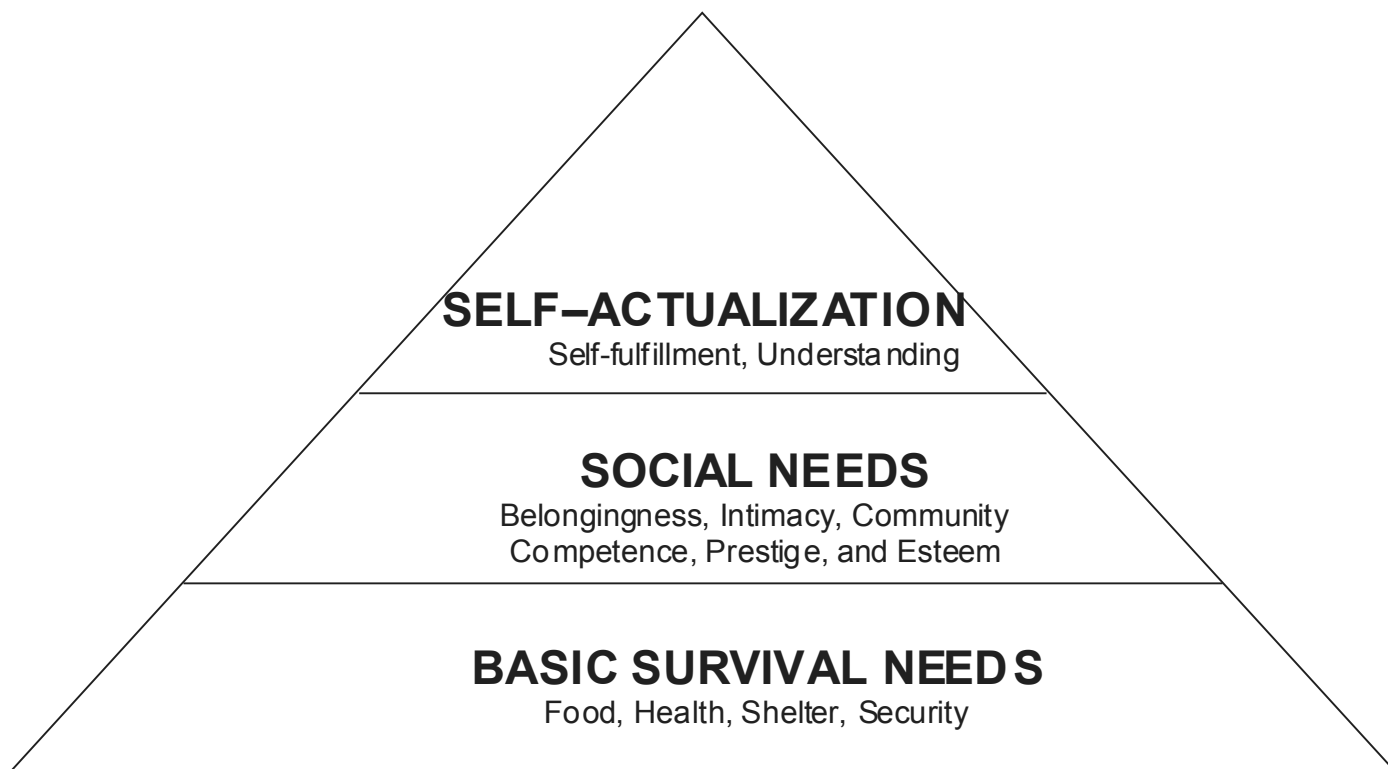 SELF–ACTUALIZATION
Self-fulfillment, Understanding
SOCIAL NEEDS
Belongingness, Intimacy, Community
Competence, Prestige, and Esteem
BASIC SURVIVAL NEEDS
Food, Health, Shelter, Security